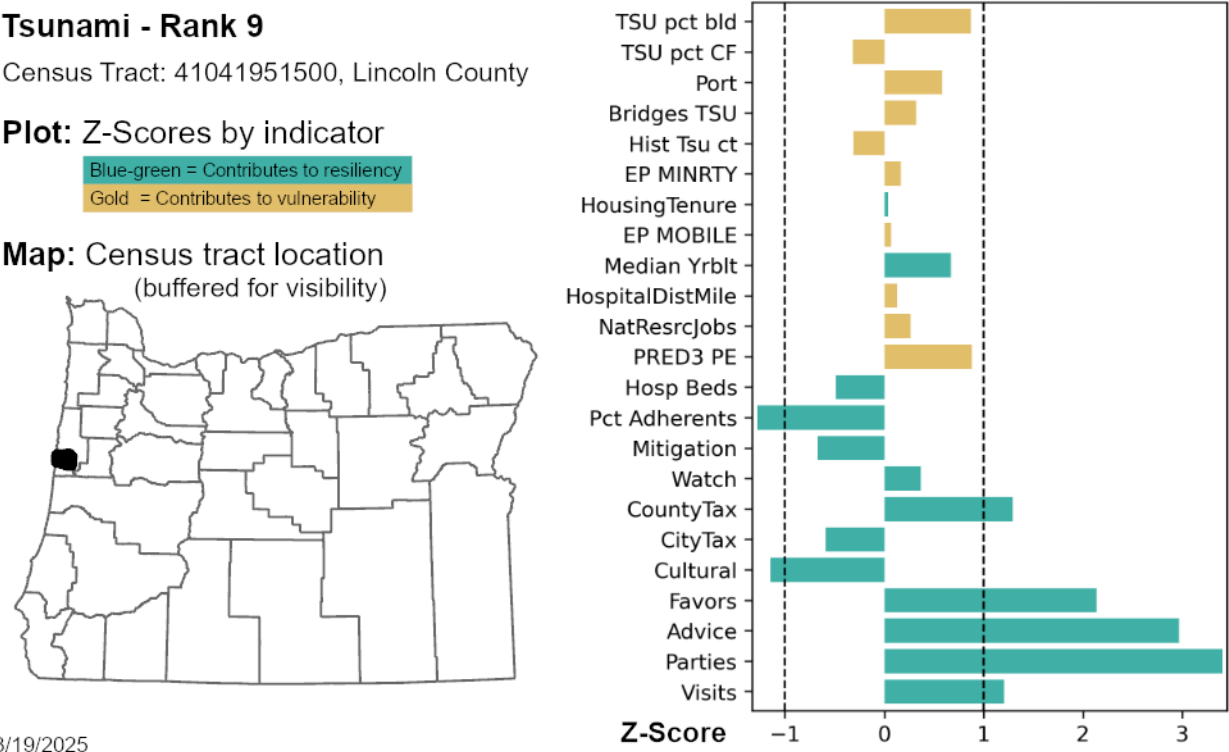 Tsunami - Rank 9
Census Tract: 41041951500, Lincoln County
Plot: Z-Scores by indicator
Blue-green = Contributes to resiliency
Gold = Contributes to vulnerability
Map: Census tract location
(buffered for visibility)
/19/2025
TSU pct bld
TSU pct CF
Port
Bridges TSU
Hist Tsu ct
EP MINRTY
HousingTenure
EP MOBILE
Median Yrblt
HospitalDistMile
NatResrcJobs
PRED3 PE
Hosp Beds
Pct Adherents
Mitigation
Watch
CountyTax
CityTax
Cultural
Favors
Advice
Parties
Visits
Z-Score
−1 0 1 2 3